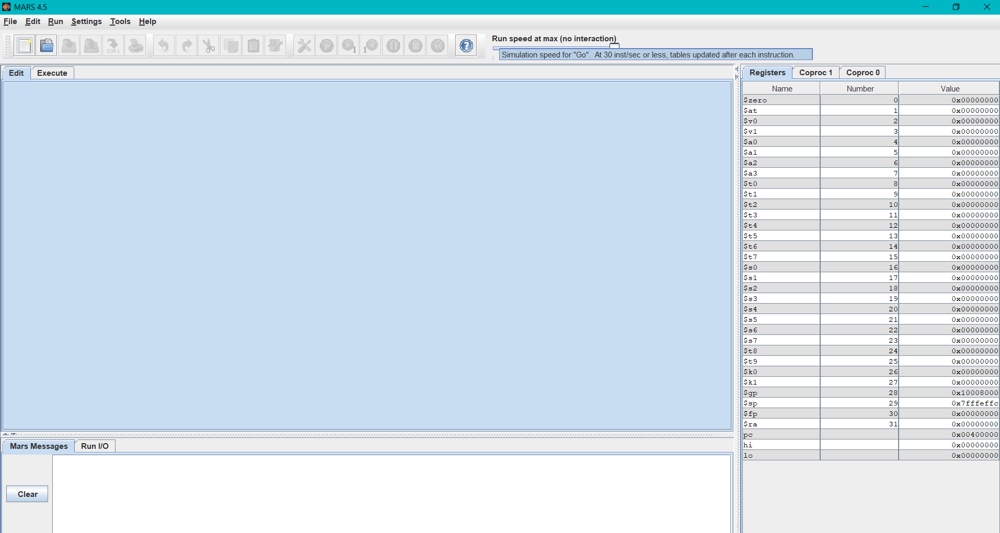 MARS 4.5
File Edit Run Settings Tools Help
0101 1 1 ?
Run speed at max (no interaction)
Simulation speed for "Go".  At 30 inst/sec or less, tables updated after each instruction.
Edit Execute
Registers Coproc 1 Coproc 0
Name Number Value
$zero 0 0x00000000
$at 1 0x00000000
$v0 2 0x00000000
$v1 3 0x00000000
$a0 4 0x00000000
$a1 5 0x00000000
$a2 6 0x00000000
$a3 7 0x00000000
$t0 8 0x00000000
$t1 9 0x00000000
$t2 10 0x00000000
$t3 11 0x00000000
$t4 12 0x00000000
$t5 13 0x00000000
$t6 14 0x00000000
$t7 15 0x00000000
$s0 16 0x00000000
$s1 17 0x00000000
$s2 18 0x00000000
$s3 19 0x00000000
$s4 20 0x00000000
$s5 21 0x00000000
$s6 22 0x00000000
$s7 23 0x00000000
$t8 24 0x00000000
$t9 25 0x00000000
$k0 26 0x00000000
$k1 27 0x00000000
$gp 28 0x10008000
$sp 29 0x7fffeffc
$fp 30 0x00000000
$ra 31 0x00000000
pc 0x00400000
hi 0x00000000
lo 0x00000000
Mars Messages Run I/O
Clear